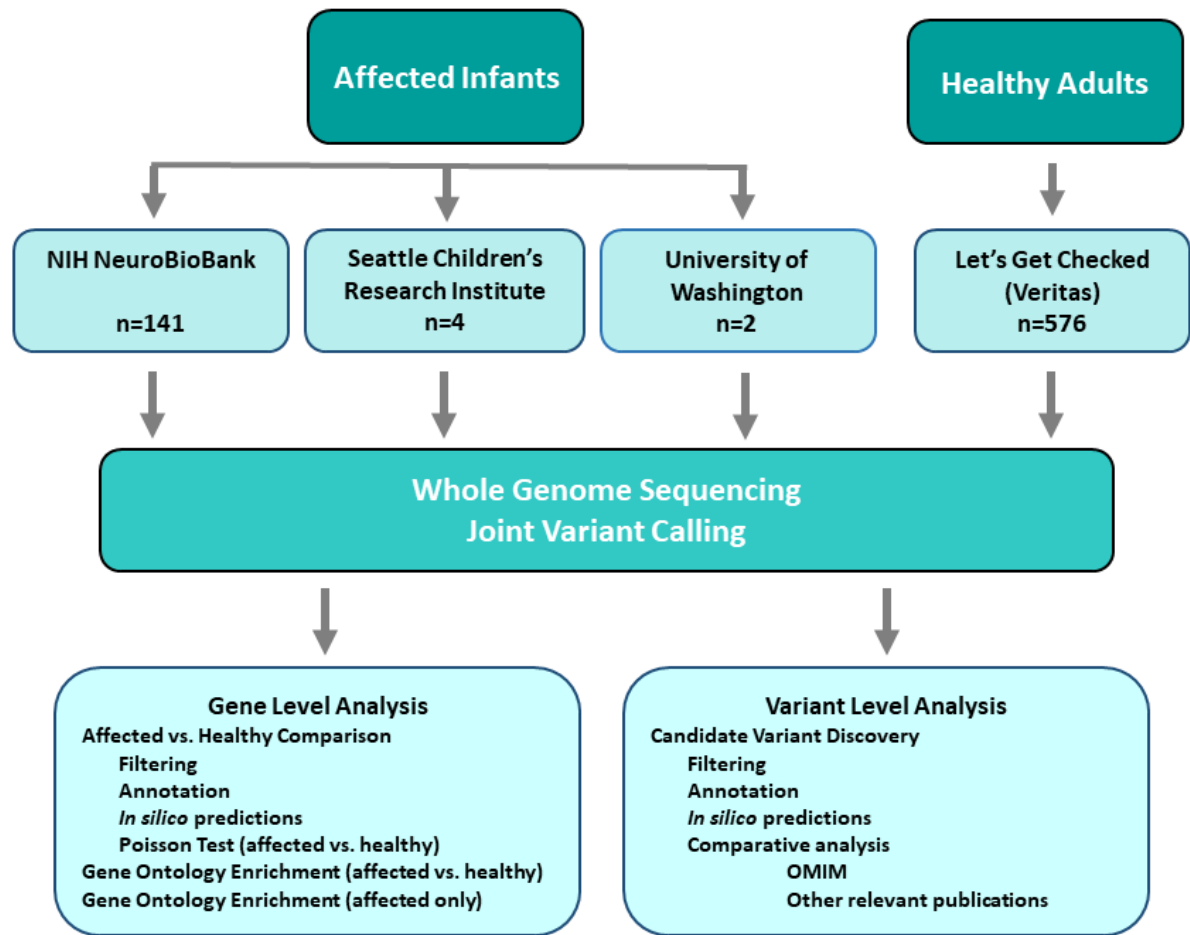 Affected Infants
Healthy Adults
NIH NeuroBioBank
n=141
Seattle Children's
Research Institute
n=4
University of
Washington
n=2
Let's Get Checked
(Veritas)
n=576
Whole Genome Sequencing
Joint Variant Calling
Gene Level Analysis
Affected vs. Healthy Comparison
Filtering
Annotation
In silico predictions
Poisson Test (affected vs. healthy)
Gene Ontology Enrichment (affected vs. healthy)
Gene Ontology Enrichment (affected only)
Variant Level Analysis
Candidate Variant Discovery
Filtering
Annotation
In silico predictions
Comparative analysis
OMIM
Other relevant publications